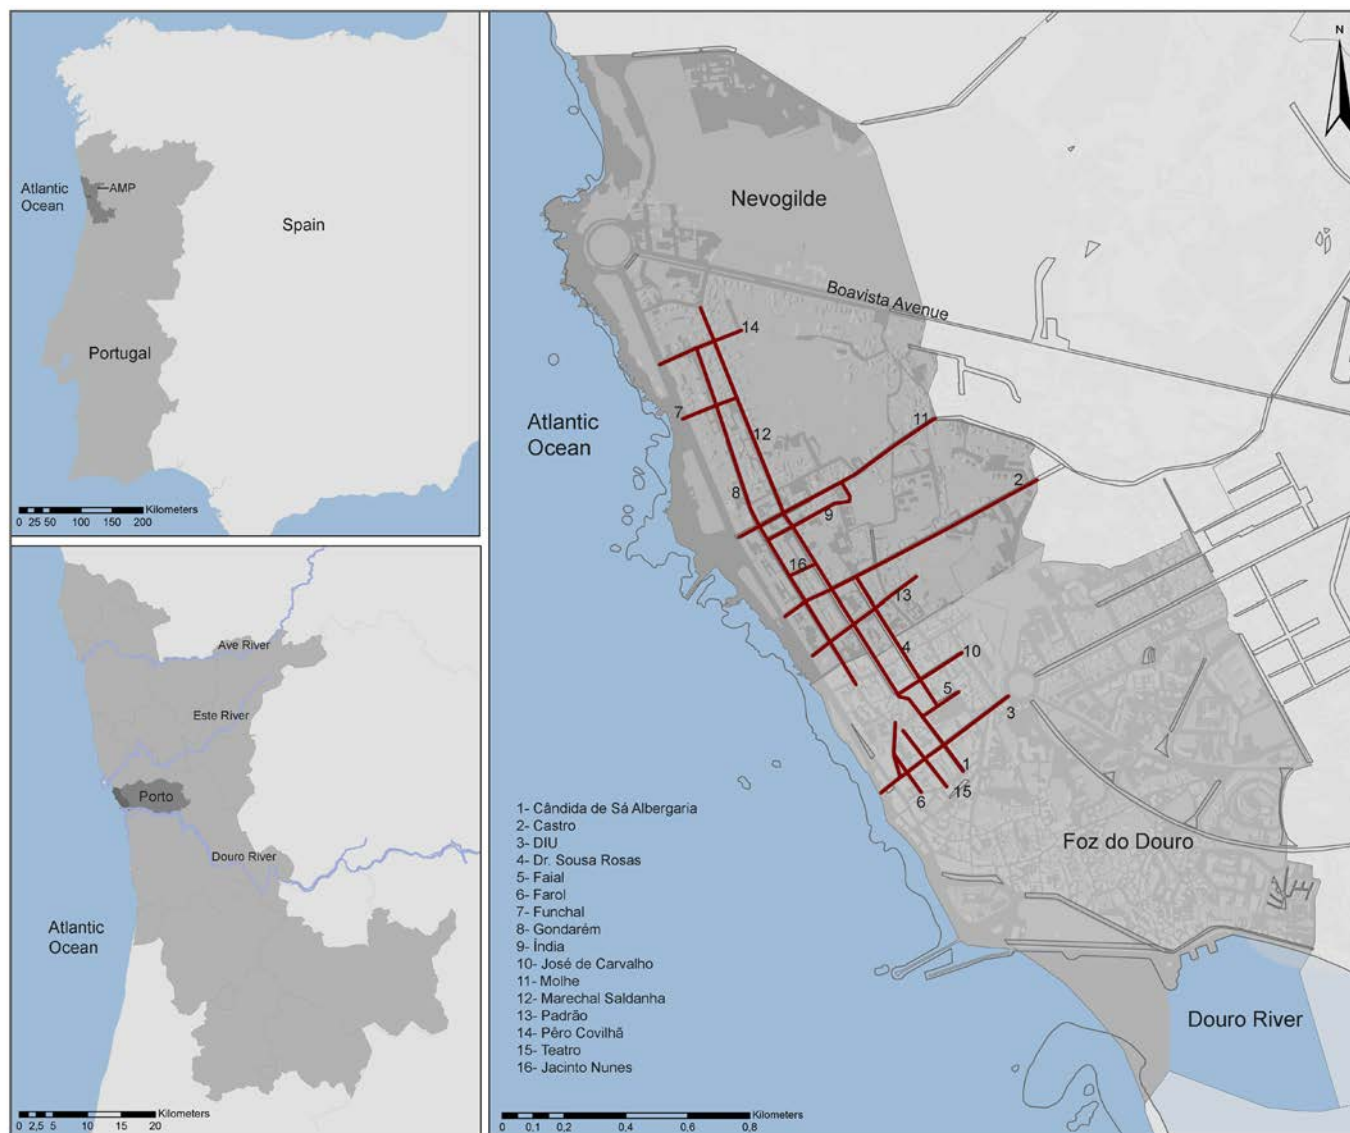 Atlantic
Ocean
AMP
Spain
Portugal
Kilometers
0 25 50 100 150 200
Ave River
Este River
Porto
Douro River
Atlantic
Ocean
Kilometers
0 2,5 5 10 15 20
N
Nevogilde
Boavista Avenue
14
7
12
11
Atlantic
Ocean
2
8
9
16
13
4
10
5
3
1
15
6
Foz do Douro
Douro River
1- Cândida de Sá Albergaria
2- Castro
3- DIU
4- Dr. Sousa Rosas
5- Faial
6- Farol
7- Funchal
8- Gondarém
9- Índia
10- José de Carvalho
11- Molhe
12- Marechal Saldanha
13- Padrão
14- Pêro Covilhã
15- Teatro
16- Jacinto Nunes
Kilometers
0 0,1 0,2 0,4 0,6 0,8